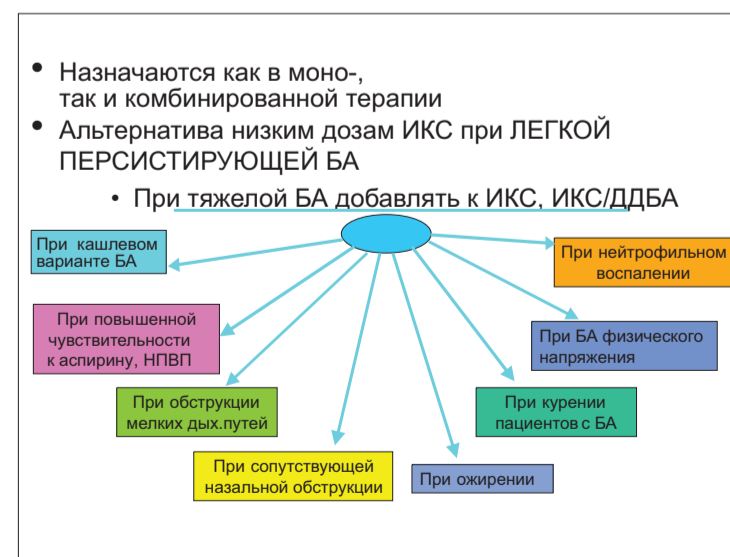 • Назначаются как в моно-,
так и комбинированной терапии
• Альтернатива низким дозам ИКС при ЛЕГКОЙ
ПЕРСИСТИРУЮЩЕЙ БА
• При тяжелой БА добавлять к ИКС, ИКС/ДДБА
При кашлевом
варианте БА
При нейтрофильном
воспалении
При повышенной
чувствительности
к аспирину, НПВП
При БА физического
напряжения
При обструкции
мелких дых.путей
При курении
пациентов с БА
При сопутствующей
назальной обструкции
При ожирении